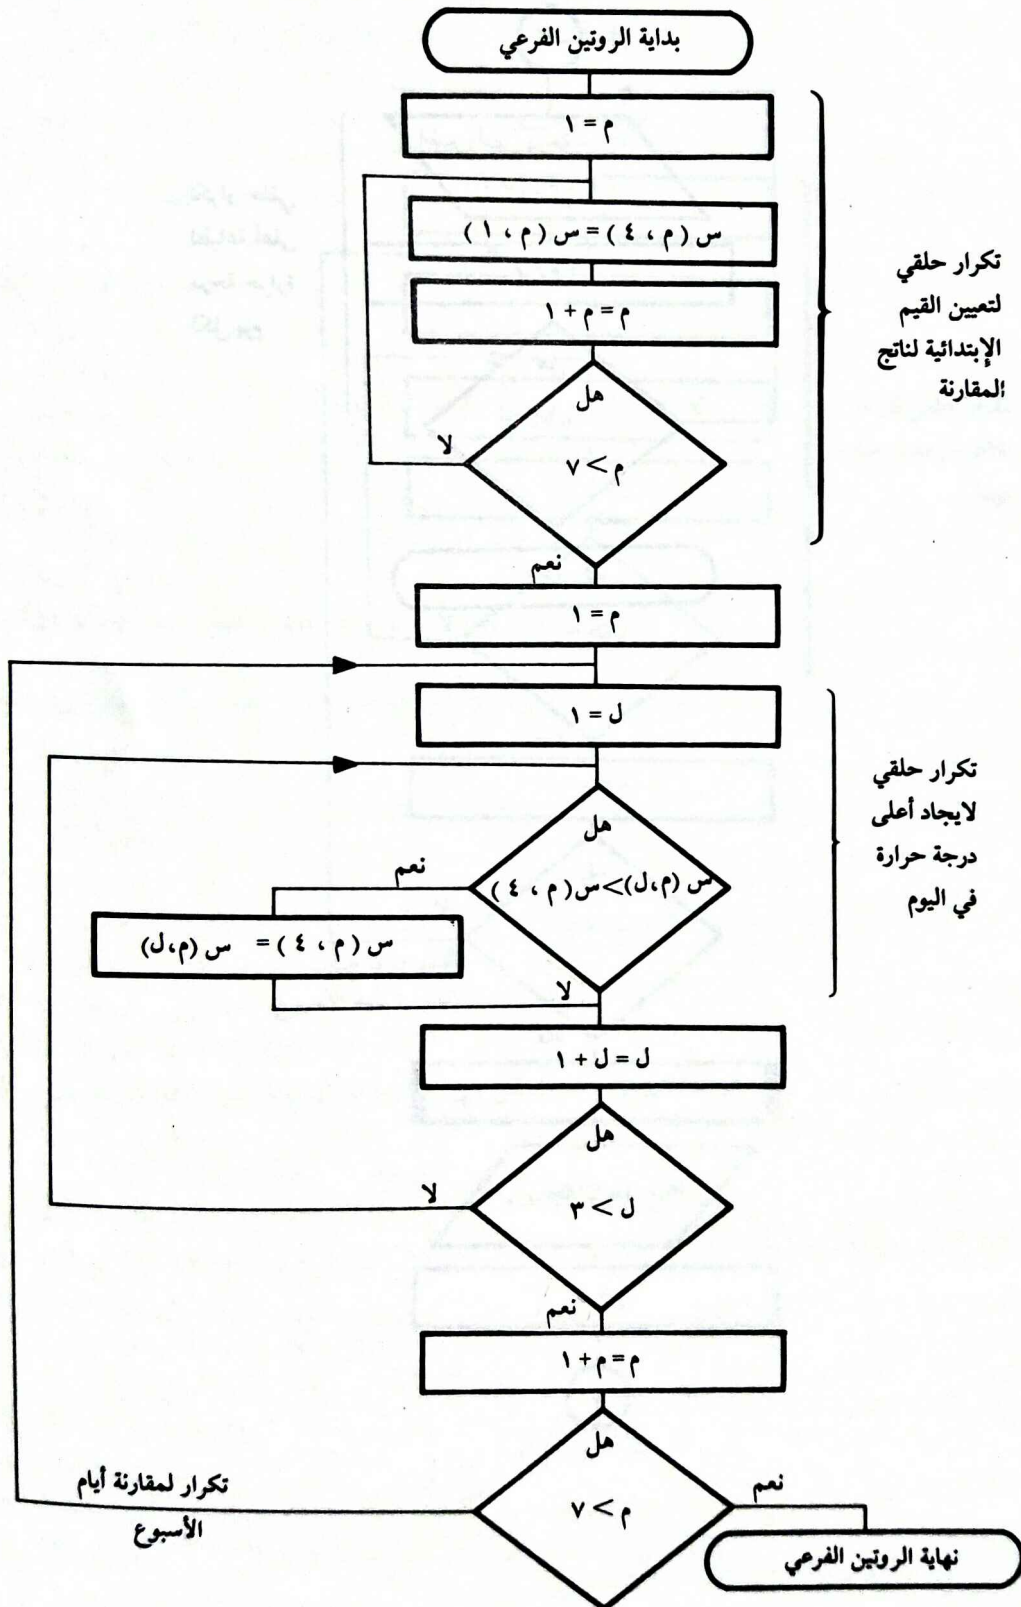 بداية الروتين الفرعي
م = ١
س ( م ، ٤ ) = س ( م ، ١ )
م = م + ١
هل
م > ٧
لا
نعم
تكرار حلقي
لتعيين القيم
الإبتدائية لناتج
المقارنة
م = ١
ل = ١
هل
س (م،ل) > س ( م ، ٤ )
نعم
س ( م ، ٤ ) = س (م،ل)
لا
تكرار حلقي
لايجاد أعلى
درجة حرارة
في اليوم
ل = ل + ١
هل
ل > ٣
لا
نعم
م = م + ١
هل
م > ٧
نعم
تكرار لمقارنة أيام
الأسبوع
نهاية الروتين الفرعي